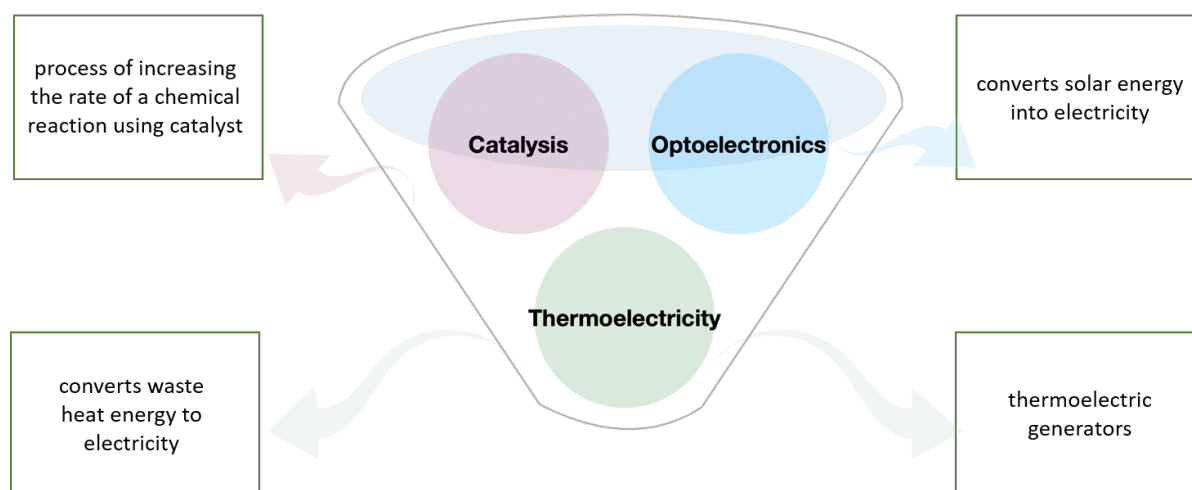 process of increasing
the rate of a chemical
reaction using catalyst
Catalysis
Optoelectronics
converts solar energy
into electricity
Thermoelectricity
converts waste
heat energy to
electricity
thermoelectric
generators